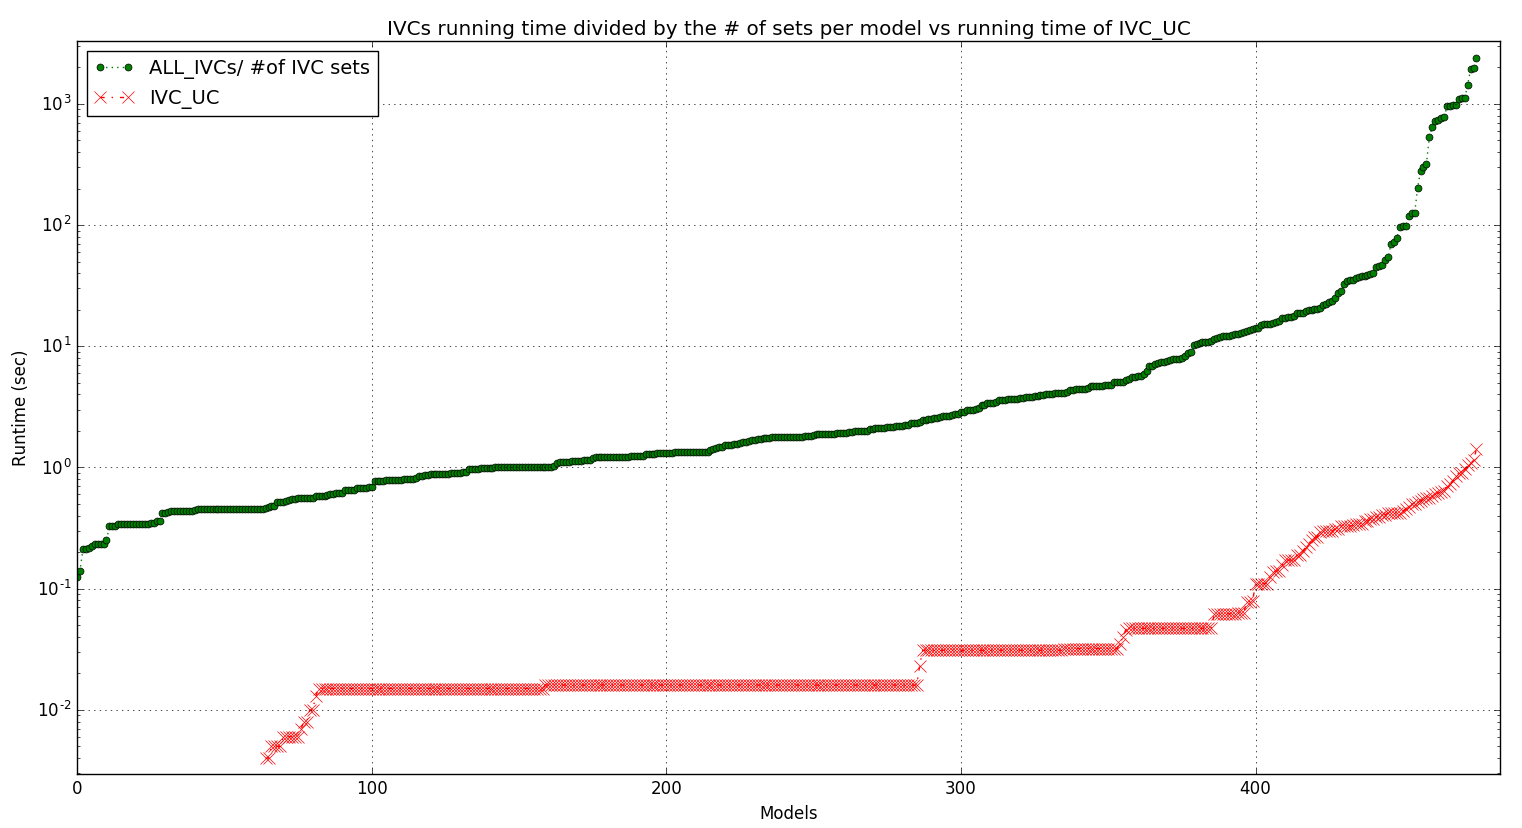 IVCs running time divided by the # of sets per model vs running time of IVC_UC
ALL_IVCs/ #of IVC sets
IVC_UC
10^3
10^2
10^1
10^0
10^-1
10^-2
Runtime (sec)
0 100 200 300 400
Models